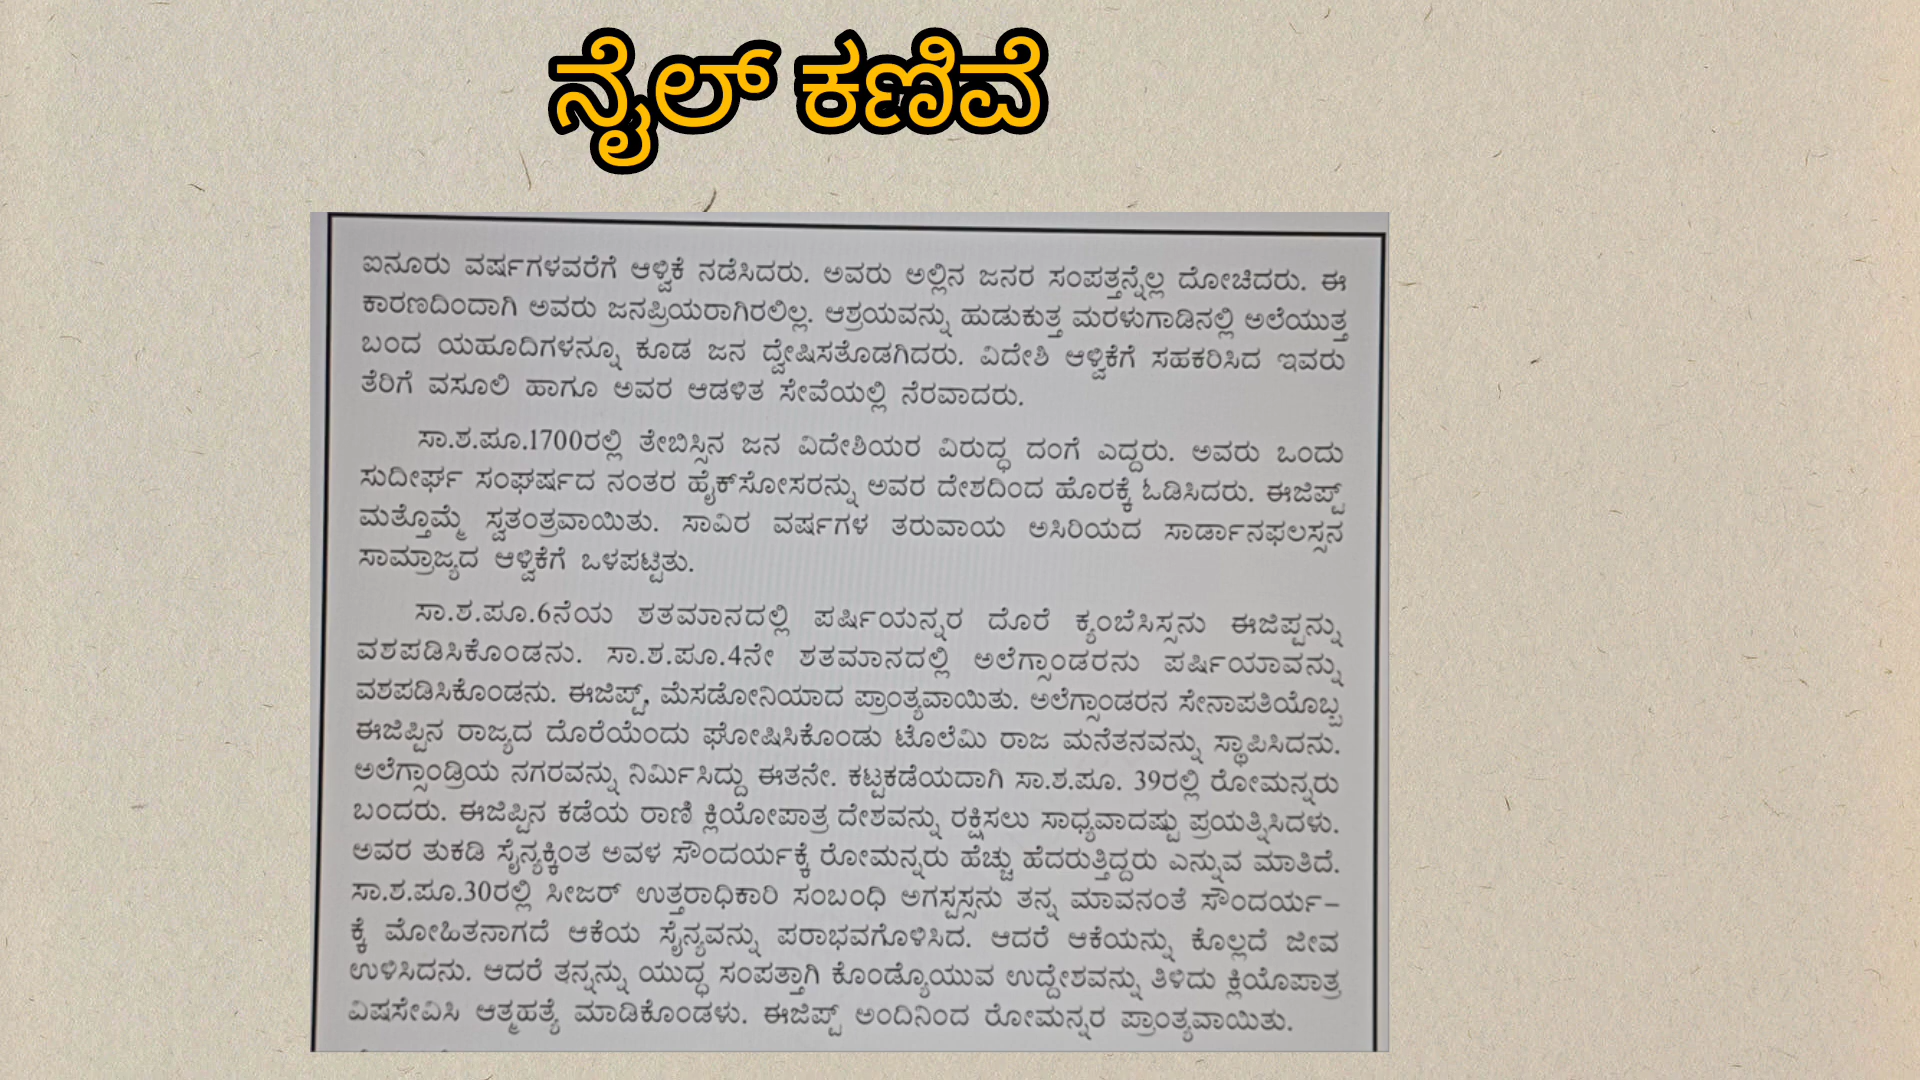 ನೈಲ್ ಕಣಿವೆ
ಐನೂರು ವರ್ಷಗಳವರೆಗೆ ಆಳ್ವಿಕೆ ನಡೆಸಿದರು. ಅವರು ಅಲ್ಲಿನ ಜನರ ಸಂಪತ್ತನ್ನೆಲ್ಲ ದೋಚಿದರು. ಈ
ಕಾರಣದಿಂದಾಗಿ ಅವರು ಜನಪ್ರಿಯರಾಗಿರಲಿಲ್ಲ. ಆಶ್ರಯವನ್ನು ಹುಡುಕುತ್ತ ಮರಳುಗಾಡಿನಲ್ಲಿ ಅಲೆಯುತ್ತ
ಬಂದ ಯಹೂದಿಗಳನ್ನೂ ಕೂಡ ಜನ ದ್ವೇಷಿಸತೊಡಗಿದರು. ವಿದೇಶಿ ಆಳ್ವಿಕೆಗೆ ಸಹಕರಿಸಿದ ಇವರು
ತೆರಿಗೆ ವಸೂಲಿ ಹಾಗೂ ಅವರ ಆಡಳಿತ ಸೇವೆಯಲ್ಲಿ ನೆರವಾದರು.
ಸಾ.ಶ.ಪೂ.1700ರಲ್ಲಿ ತೇಬಿಸ್ಸಿನ ಜನ ವಿದೇಶಿಯರ ವಿರುದ್ಧ ದಂಗೆ ಎದ್ದರು. ಅವರು ಒಂದು
ಸುದೀರ್ಘ ಸಂಘರ್ಷದ ನಂತರ ಹೈಕ್‌ಸೋಸರನ್ನು ಅವರ ದೇಶದಿಂದ ಹೊರಕ್ಕೆ ಓಡಿಸಿದರು. ಈಜಿಪ್ಟ್
ಮತ್ತೊಮ್ಮೆ ಸ್ವತಂತ್ರವಾಯಿತು. ಸಾವಿರ ವರ್ಷಗಳ ತರುವಾಯ ಅಸಿರಿಯದ ಸಾರ್ಡಾನಫಲಸ್ಸನ
ಸಾಮ್ರಾಜ್ಯದ ಆಳ್ವಿಕೆಗೆ ಒಳಪಟ್ಟಿತು.
ಸಾ.ಶ.ಪೂ.6ನೆಯ ಶತಮಾನದಲ್ಲಿ ಪರ್ಷಿಯನ್ನರ ದೊರೆ ಕ್ಯಂಬೆಸಿಸ್ಸನು ಈಜಿಪ್ಟನ್ನು
ವಶಪಡಿಸಿಕೊಂಡನು. ಸಾ.ಶ.ಪೂ.4ನೇ ಶತಮಾನದಲ್ಲಿ ಅಲೆಗ್ಸಾಂಡರನು ಪರ್ಷಿಯಾವನ್ನು
ವಶಪಡಿಸಿಕೊಂಡನು. ಈಜಿಪ್ಟ್, ಮೆಸಡೋನಿಯಾದ ಪ್ರಾಂತ್ಯವಾಯಿತು. ಅಲೆಗ್ಸಾಂಡರನ ಸೇನಾಪತಿಯೊಬ್ಬ
ಈಜಿಪ್ಟಿನ ರಾಜ್ಯದ ದೊರೆಯೆಂದು ಘೋಷಿಸಿಕೊಂಡು ಟೊಲೆಮಿ ರಾಜ ಮನೆತನವನ್ನು ಸ್ಥಾಪಿಸಿದನು.
ಅಲೆಗ್ಸಾಂಡ್ರಿಯ ನಗರವನ್ನು ನಿರ್ಮಿಸಿದ್ದು ಈತನೇ. ಕಟ್ಟಕಡೆಯದಾಗಿ ಸಾ.ಶ.ಪೂ. 39ರಲ್ಲಿ ರೋಮನ್ನರು
ಬಂದರು. ಈಜಿಪ್ಟಿನ ಕಡೆಯ ರಾಣಿ ಕ್ಲಿಯೋಪಾತ್ರ ದೇಶವನ್ನು ರಕ್ಷಿಸಲು ಸಾಧ್ಯವಾದಷ್ಟು ಪ್ರಯತ್ನಿಸಿದಳು.
ಅವರ ತುಕಡಿ ಸೈನ್ಯಕ್ಕಿಂತ ಅವಳ ಸೌಂದರ್ಯಕ್ಕೆ ರೋಮನ್ನರು ಹೆಚ್ಚು ಹೆದರುತ್ತಿದ್ದರು ಎನ್ನುವ ಮಾತಿದೆ.
ಸಾ.ಶ.ಪೂ.30ರಲ್ಲಿ ಸೀಜರ್ ಉತ್ತರಾಧಿಕಾರಿ ಸಂಬಂಧಿ ಅಗಸ್ಟಸ್ಸನು ತನ್ನ ಮಾವನಂತೆ ಸೌಂದರ್ಯ–
ಕ್ಕೆ ಮೋಹಿತನಾಗದೆ ಆಕೆಯ ಸೈನ್ಯವನ್ನು ಪರಾಭವಗೊಳಿಸಿದ. ಆದರೆ ಆಕೆಯನ್ನು ಕೊಲ್ಲದೆ ಜೀವ
ಉಳಿಸಿದನು. ಆದರೆ ತನ್ನನ್ನು ಯುದ್ಧ ಸಂಪತ್ತಾಗಿ ಕೊಂಡ್ಯೊಯುವ ಉದ್ದೇಶವನ್ನು ತಿಳಿದು ಕ್ಲಿಯೊಪಾತ್ರ
ವಿಷಸೇವಿಸಿ ಆತ್ಮಹತ್ಯೆ ಮಾಡಿಕೊಂಡಳು. ಈಜಿಪ್ಟ್ ಅಂದಿನಿಂದ ರೋಮನ್ನರ ಪ್ರಾಂತ್ಯವಾಯಿತು.